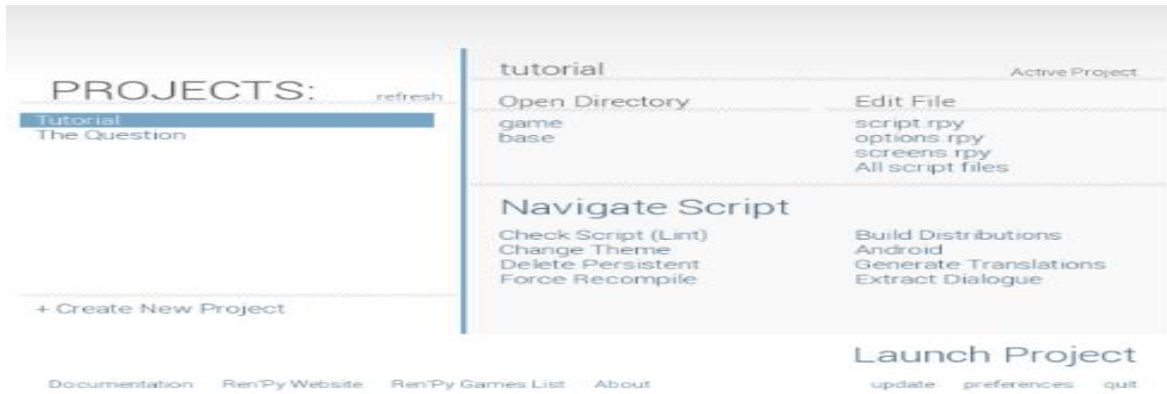 PROJECTS: refresh
Tutorial
The Question
+ Create New Project
tutorial Active Project
Open Directory
game
base
Edit File
script.rpy
options.rpy
screens.rpy
All script files
Navigate Script
Check Script (Lint)
Change Theme
Delete Persistent
Force Recompile
Build Distributions
Android
Generate Translations
Extract Dialogue
Launch Project
Documentation Ren'Py Website Ren'Py Games List About update preferences quit